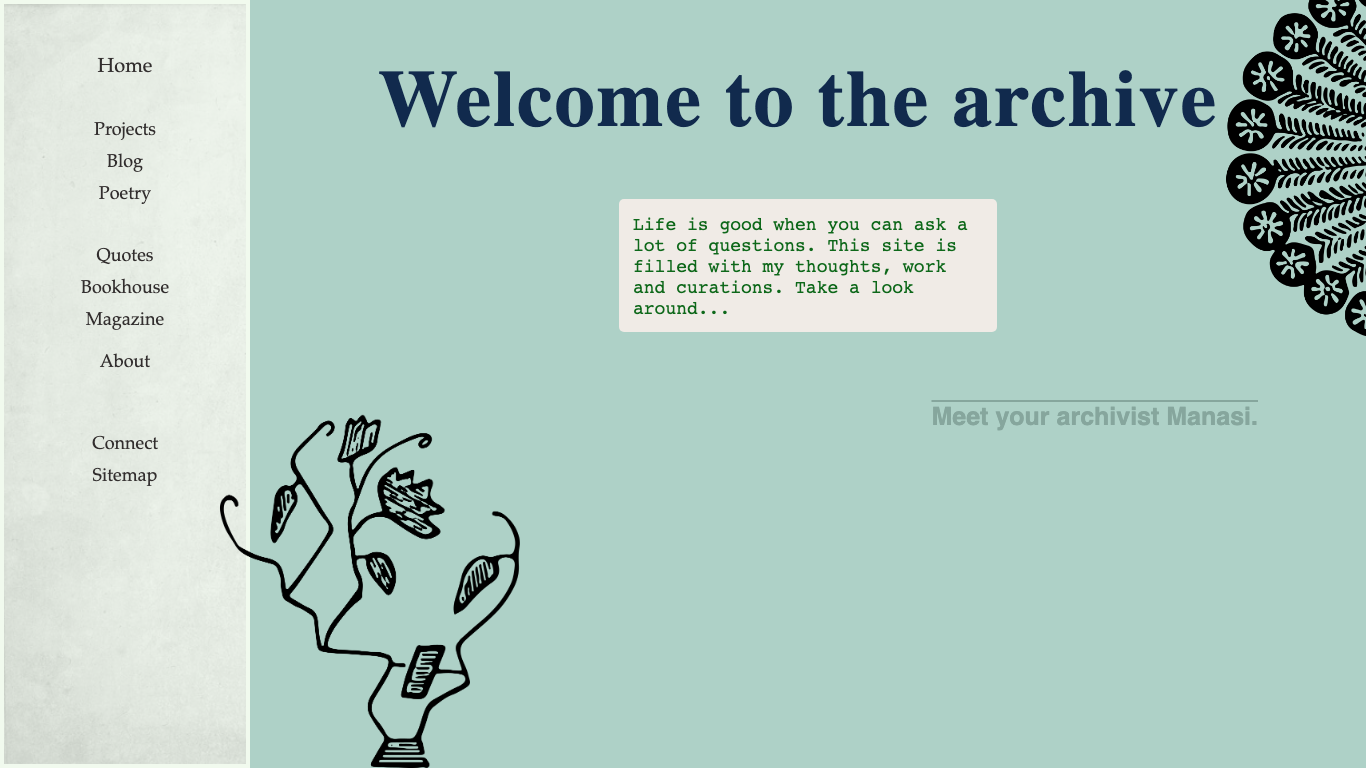 Home
Projects
Blog
Poetry
Quotes
Bookhouse
Magazine
About
Connect
Sitemap
Welcome to the archive
Life is good when you can ask a
lot of questions. This site is
filled with my thoughts, work
and curations. Take a look
around...
Meet your archivist Manasi.